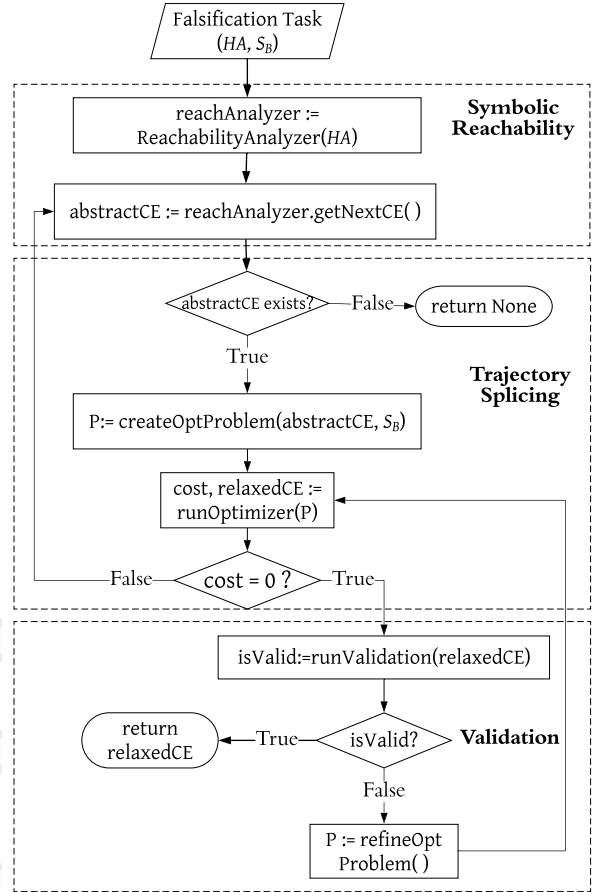 Falsification Task
(HA, S_B)
reachAnalyzer :=
ReachabilityAnalyzer(HA)
Symbolic
Reachability
abstractCE := reachAnalyzer.getNextCE( )
abstractCE exists?
False
return None
True
Trajectory
Splicing
P:= createOptProblem(abstractCE, S_B)
cost, relaxedCE :=
runOptimizer(P)
False
cost = 0 ?
True
isValid:=runValidation(relaxedCE)
return
relaxedCE
True
isValid?
Validation
False
P := refineOpt
Problem( )